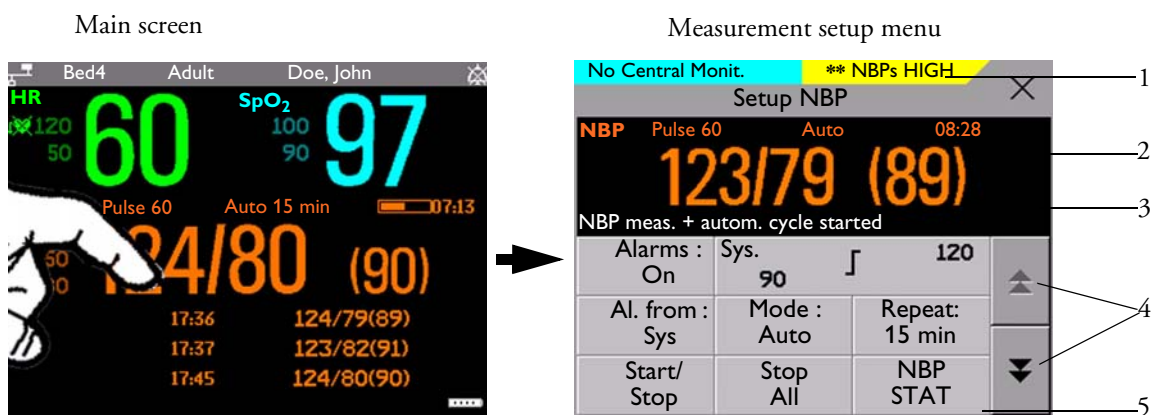 Main screen
Measurement setup menu
Bed4 Adult Doe, John
HR
120
50
60
SpO2
100
90
97
Pulse 60 Auto 15 min 07:13
24/80 (90)
17:36 124/79(89)
17:37 123/82(91)
17:45 124/80(90)
No Central Monit. ** NBPs HIGH
Setup NBP
NBP Pulse 60 Auto 08:28
123/79 (89)
NBP meas. + autom. cycle started
Alarms :
On
Sys.
90
120
Al. from :
Sys
Mode :
Auto
Repeat:
15 min
Start/
Stop
Stop
All
NBP
STAT
1
2
3
4
5